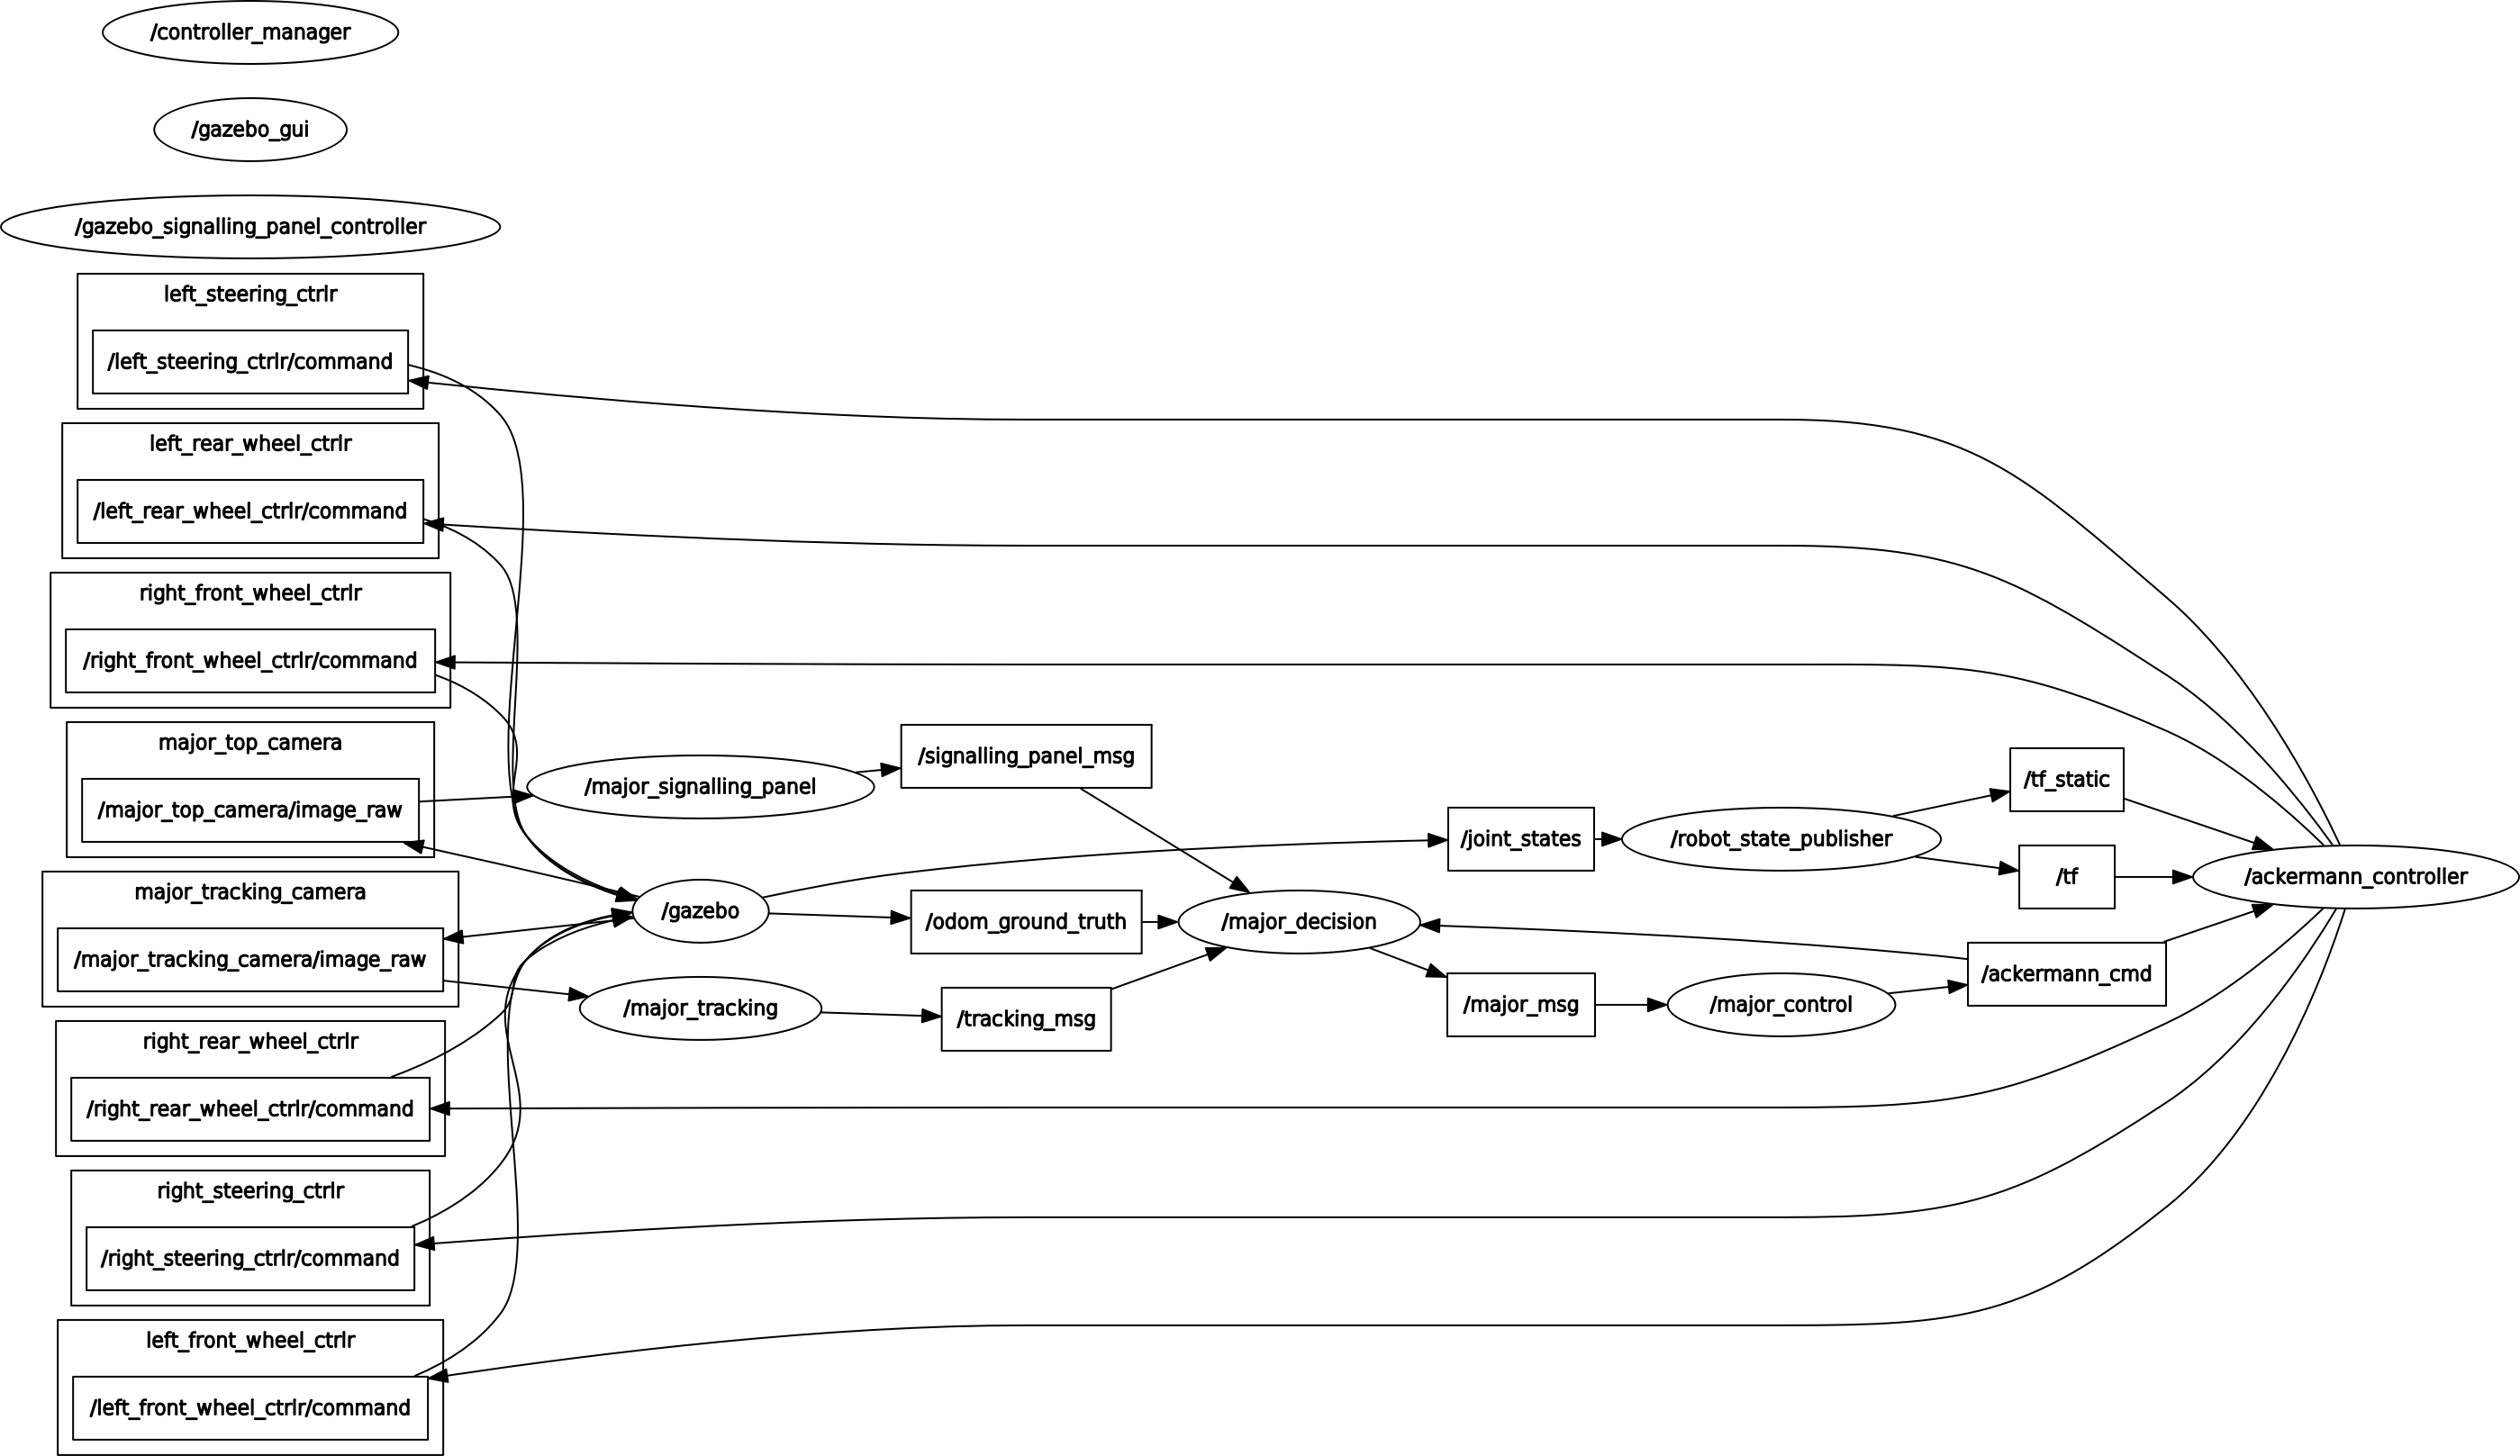 /controller_manager
/gazebo_gui
/gazebo_signalling_panel_controller
left_steering_ctrlr
/left_steering_ctrlr/command
left_rear_wheel_ctrlr
/left_rear_wheel_ctrlr/command
right_front_wheel_ctrlr
/right_front_wheel_ctrlr/command
major_top_camera
/major_top_camera/image_raw
major_tracking_camera
/major_tracking_camera/image_raw
right_rear_wheel_ctrlr
/right_rear_wheel_ctrlr/command
right_steering_ctrlr
/right_steering_ctrlr/command
left_front_wheel_ctrlr
/left_front_wheel_ctrlr/command
/major_signalling_panel
/gazebo
/major_tracking
/signalling_panel_msg
/odom_ground_truth
/tracking_msg
/major_decision
/joint_states
/major_msg
/robot_state_publisher
/major_control
/tf_static
/tf
/ackermann_cmd
/ackermann_controller